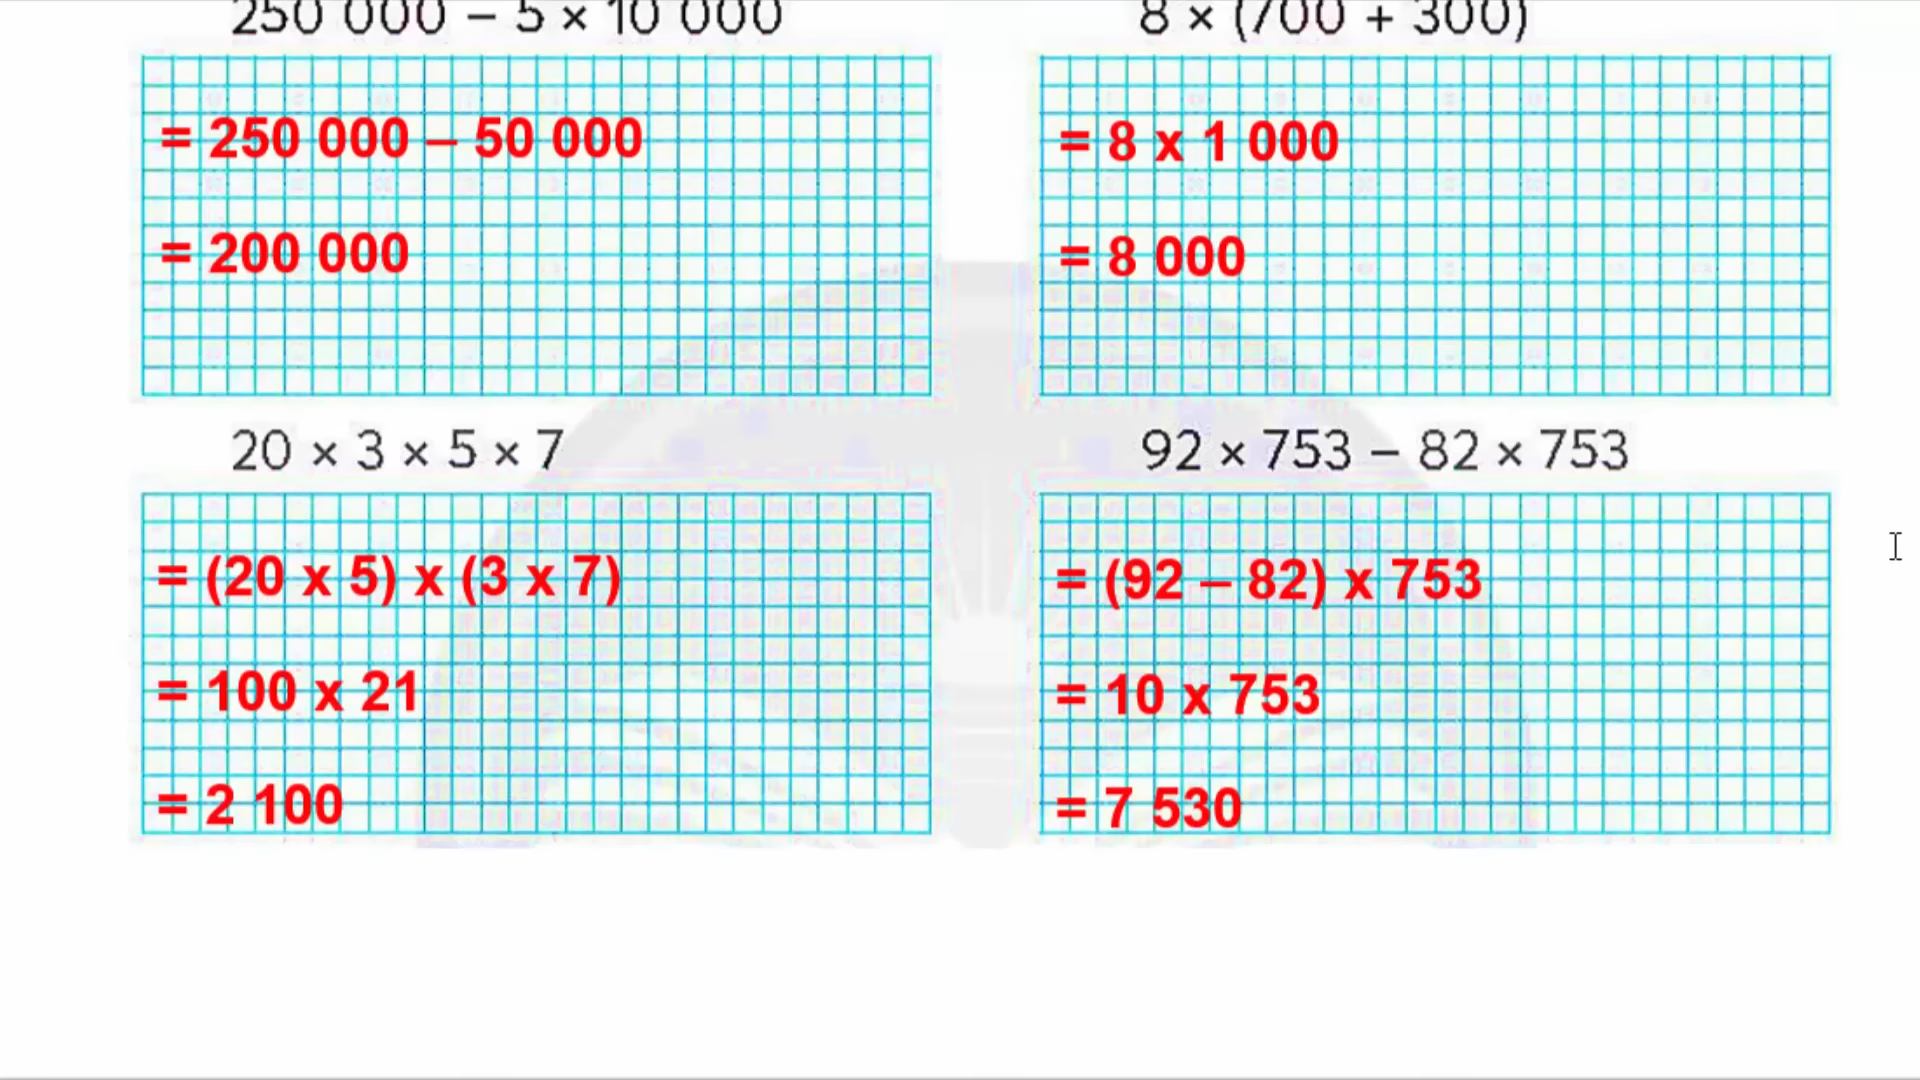 250 000 – 5 × 10 000
= 250 000 – 50 000
= 200 000
8 × (700 + 300)
= 8 x 1 000
= 8 000
20 × 3 × 5 × 7
= (20 x 5) x (3 x 7)
= 100 x 21
= 2 100
92 × 753 – 82 × 753
= (92 – 82) x 753
= 10 x 753
= 7 530